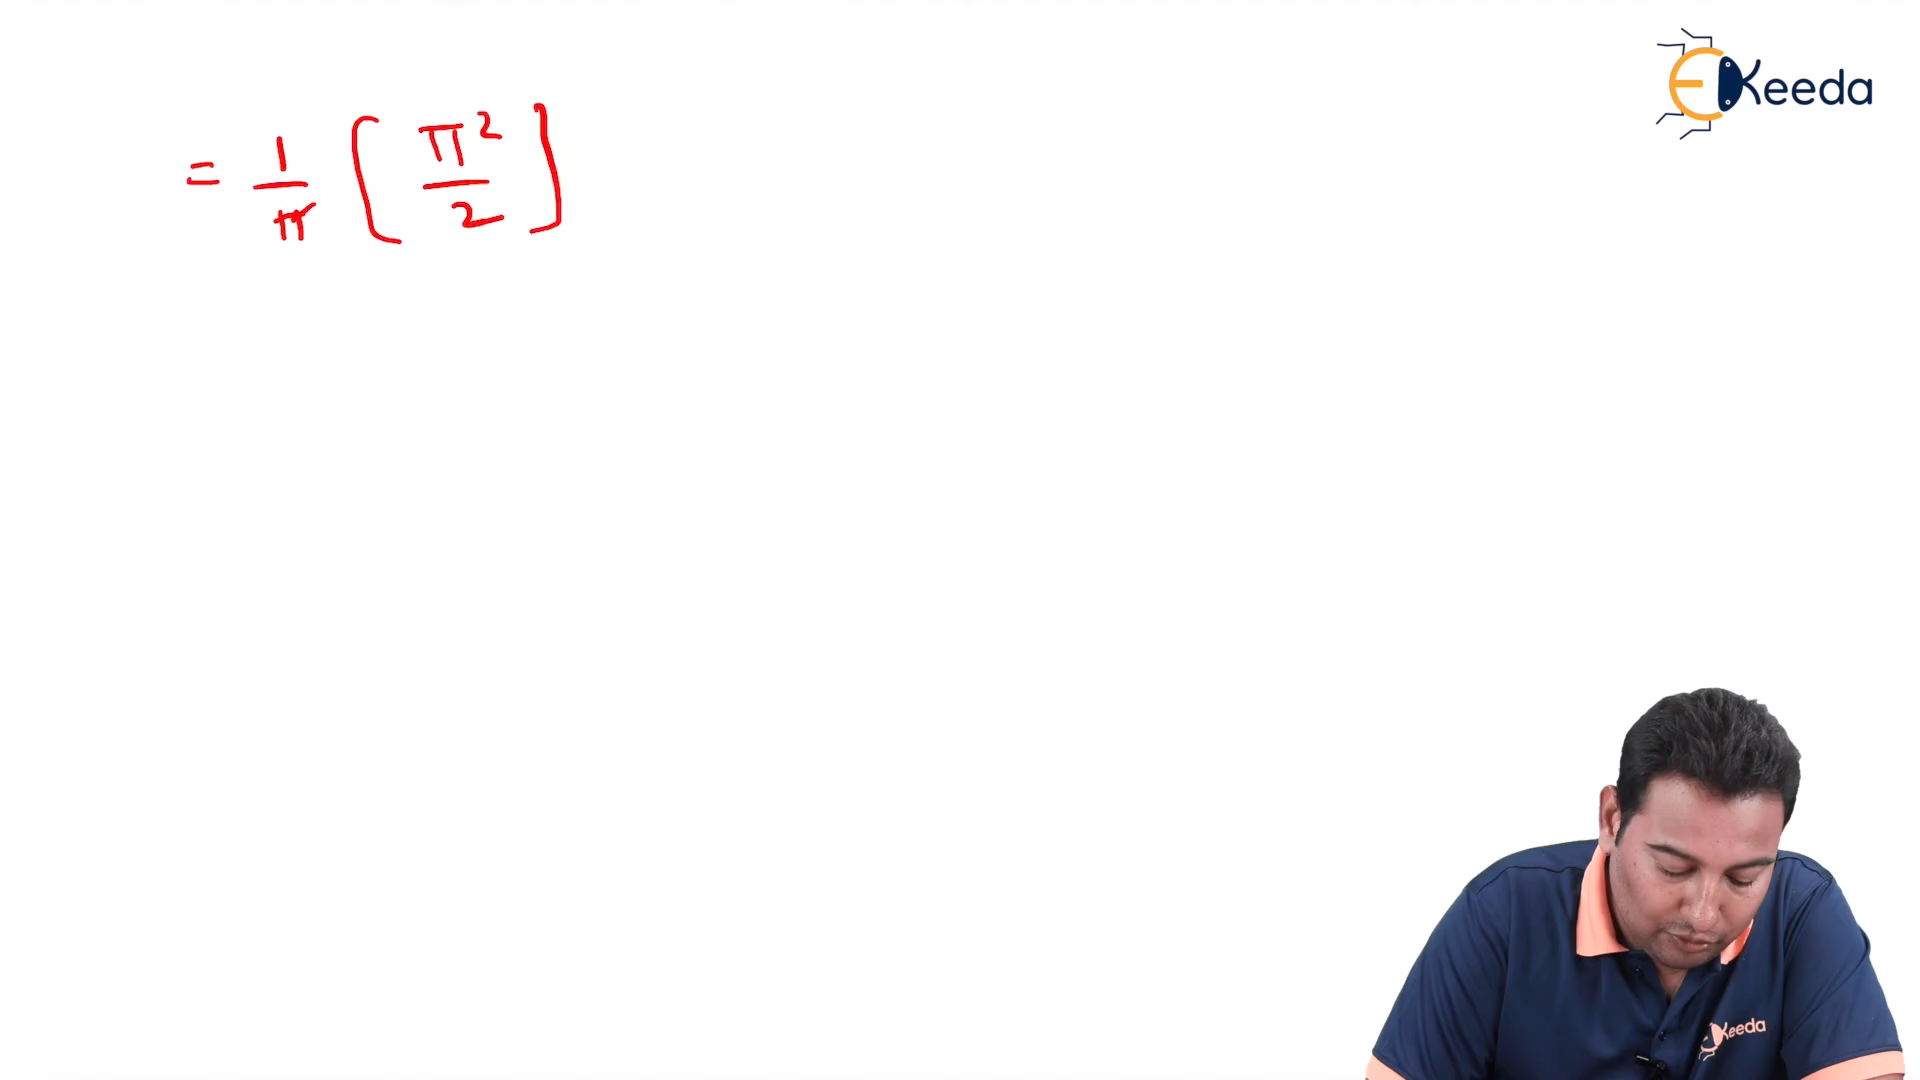 EKeeda
= 1/π [ π²/2 ]
Keeda